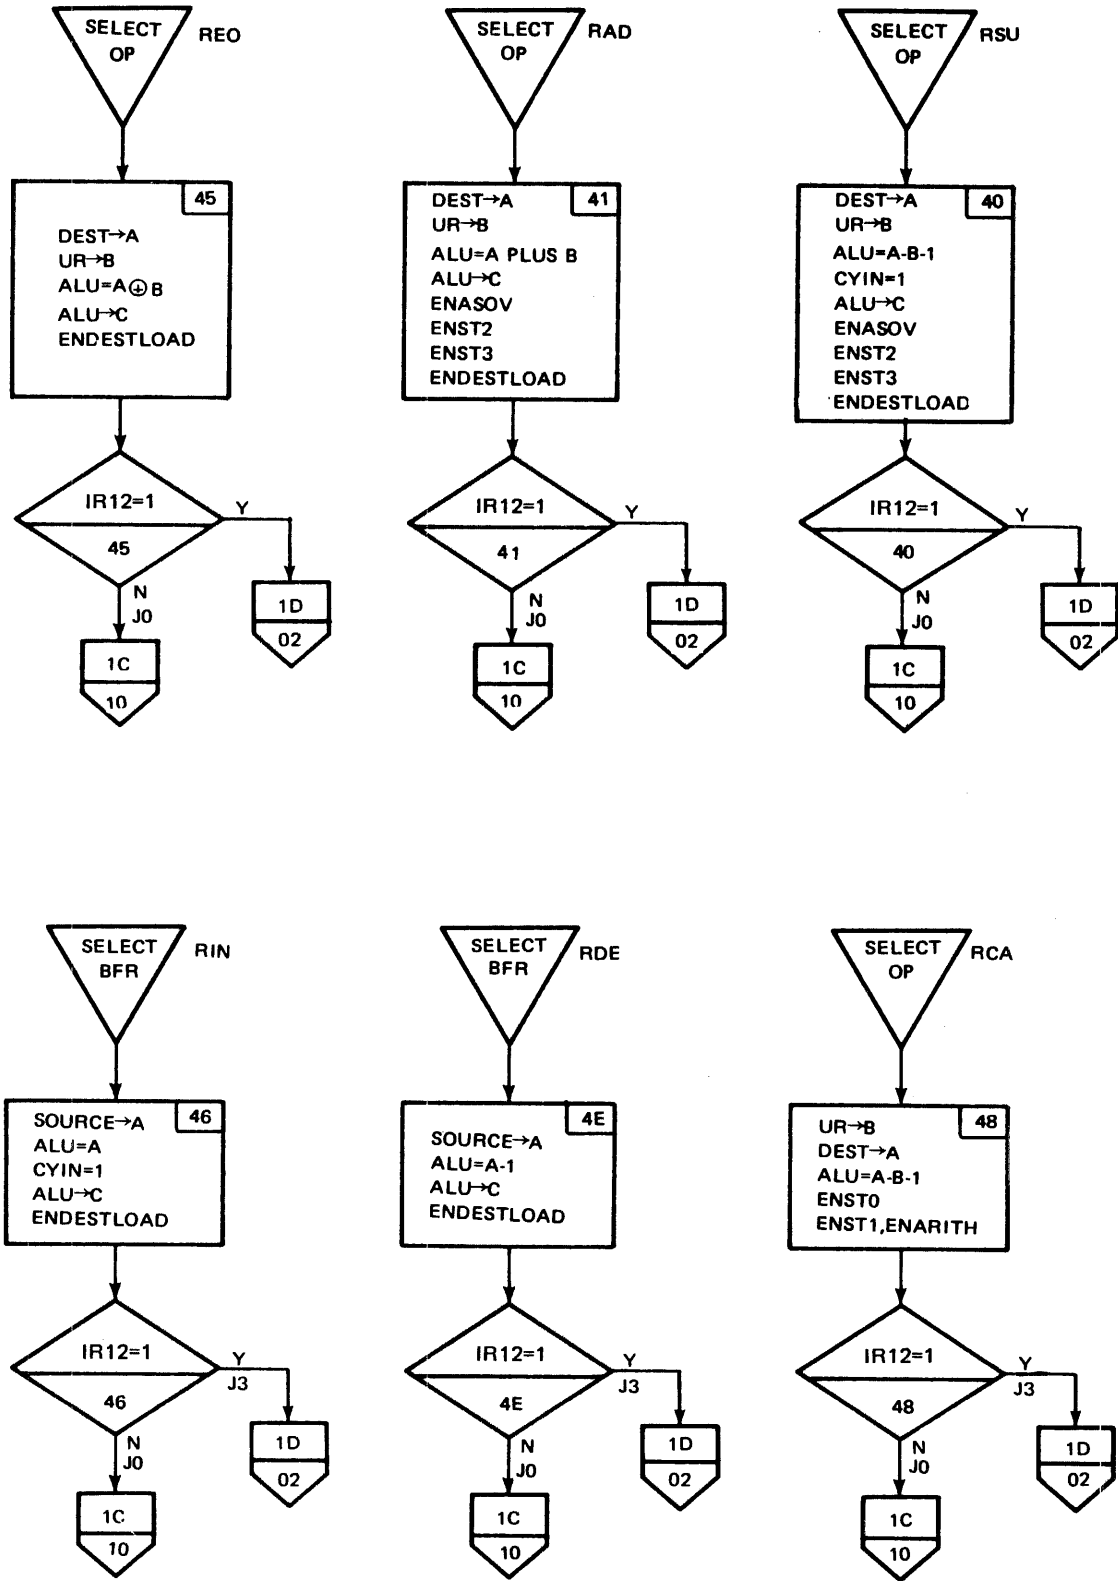 SELECT
OP
REO
45
DEST→A
UR→B
ALU=A⊕B
ALU→C
ENDESTLOAD
IR12=1
45
Y
N
J0
1D
02
1C
10
SELECT
OP
RAD
41
DEST→A
UR→B
ALU=A PLUS B
ALU→C
ENASOV
ENST2
ENST3
ENDESTLOAD
IR12=1
41
Y
N
J0
1D
02
1C
10
SELECT
OP
RSU
40
DEST→A
UR→B
ALU=A-B-1
CYIN=1
ALU→C
ENASOV
ENST2
ENST3
ENDESTLOAD
IR12=1
40
Y
N
J0
1D
02
1C
10
SELECT
BFR
RIN
46
SOURCE→A
ALU=A
CYIN=1
ALU→C
ENDESTLOAD
IR12=1
46
Y
J3
N
J0
1D
02
1C
10
SELECT
BFR
RDE
4E
SOURCE→A
ALU=A-1
ALU→C
ENDESTLOAD
IR12=1
4E
Y
J3
N
J0
1D
02
1C
10
SELECT
OP
RCA
48
UR→B
DEST→A
ALU=A-B-1
ENST0
ENST1,ENARITH
IR12=1
48
Y
J3
N
J0
1D
02
1C
10